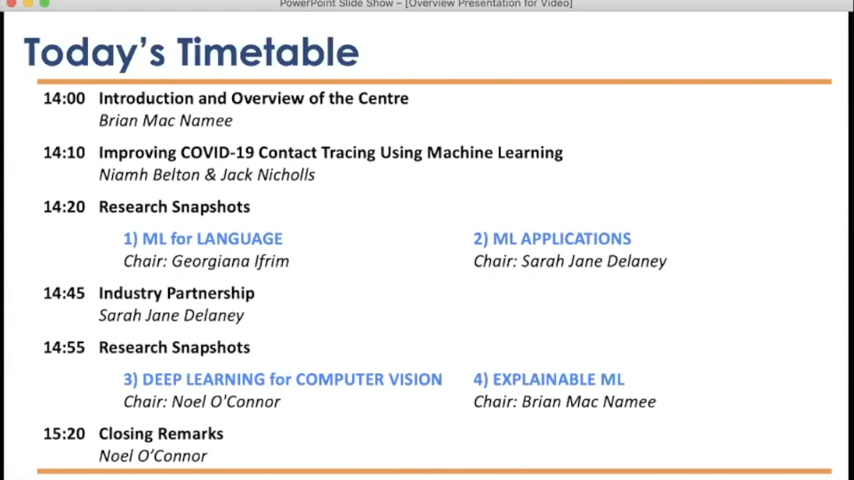 PowerPoint Slide Show – [Overview Presentation for Video]
Today's Timetable
14:00 Introduction and Overview of the Centre
Brian Mac Namee
14:10 Improving COVID-19 Contact Tracing Using Machine Learning
Niamh Belton & Jack Nicholls
14:20 Research Snapshots
1) ML for LANGUAGE 2) ML APPLICATIONS
Chair: Georgiana Ifrim Chair: Sarah Jane Delaney
14:45 Industry Partnership
Sarah Jane Delaney
14:55 Research Snapshots
3) DEEP LEARNING for COMPUTER VISION 4) EXPLAINABLE ML
Chair: Noel O'Connor Chair: Brian Mac Namee
15:20 Closing Remarks
Noel O’Connor